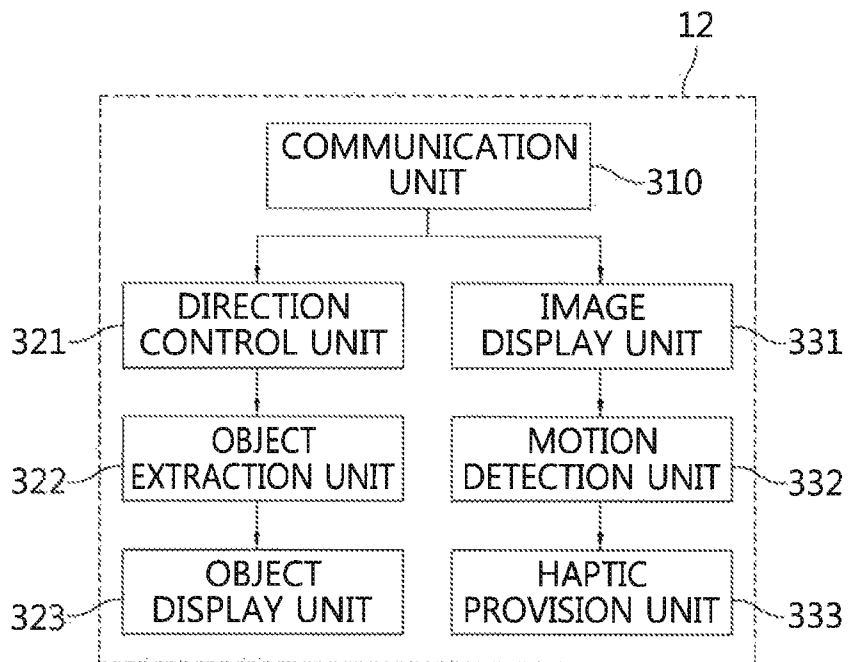 12
COMMUNICATION
UNIT
310
DIRECTION
CONTROL UNIT
321
IMAGE
DISPLAY UNIT
331
OBJECT
EXTRACTION UNIT
322
MOTION
DETECTION UNIT
332
OBJECT
DISPLAY UNIT
323
HAPTIC
PROVISION UNIT
333